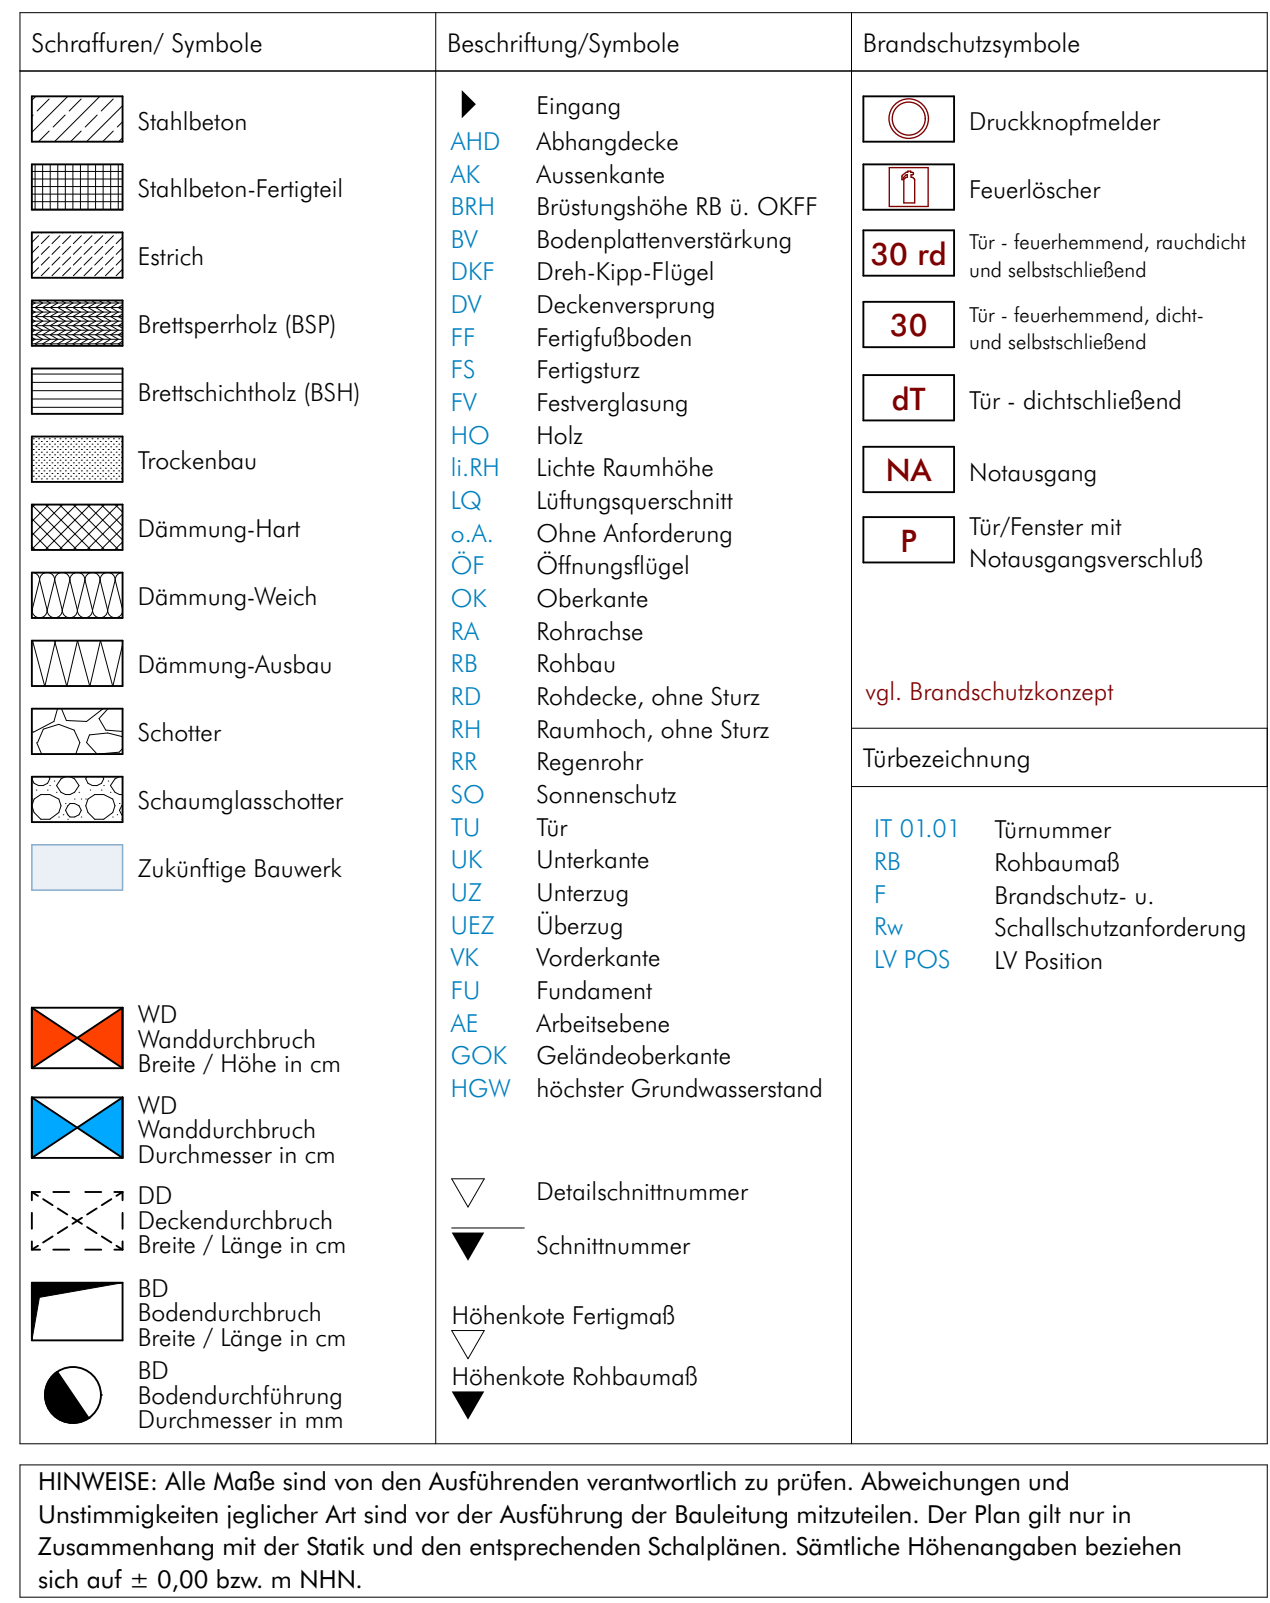 Schraffuren/ Symbole
Stahlbeton
Stahlbeton-Fertigteil
Estrich
Brettsperrholz (BSP)
Brettschichtholz (BSH)
Trockenbau
Dämmung-Hart
Dämmung-Weich
Dämmung-Ausbau
Schotter
Schaumglasschotter
Zukünftige Bauwerk
WD
Wanddurchbruch
Breite / Höhe in cm
WD
Wanddurchbruch
Durchmesser in cm
DD
Deckendurchbruch
Breite / Länge in cm
BD
Bodendurchbruch
Breite / Länge in cm
BD
Bodendurchführung
Durchmesser in mm
Beschriftung/Symbole
Eingang
AHD Abhangdecke
AK Aussenkante
BRH Brüstungshöhe RB ü. OKFF
BV Bodenplattenverstärkung
DKF Dreh-Kipp-Flügel
DV Deckenversprung
FF Fertigfußboden
FS Fertigsturz
FV Festverglasung
HO Holz
li.RH Lichte Raumhöhe
LQ Lüftungsquerschnitt
o.A. Ohne Anforderung
ÖF Öffnungsflügel
OK Oberkante
RA Rohrachse
RB Rohbau
RD Rohdecke, ohne Sturz
RH Raumhoch, ohne Sturz
RR Regenrohr
SO Sonnenschutz
TU Tür
UK Unterkante
UZ Unterzug
UEZ Überzug
VK Vorderkante
FU Fundament
AE Arbeitsebene
GOK Geländeoberkante
HGW höchster Grundwasserstand
Detailschnittnummer
Schnittnummer
Höhenkote Fertigmaß
Höhenkote Rohbaumaß
Brandschutzsymbole
Druckknopfmelder
Feuerlöscher
30 rd Tür - feuerhemmend, rauchdicht
und selbstschließend
30 Tür - feuerhemmend, dicht-
und selbstschließend
dT Tür - dichtschließend
NA Notausgang
P Tür/Fenster mit
Notausgangsverschluß
vgl. Brandschutzkonzept
Türbezeichnung
IT 01.01 Türnummer
RB Rohbaumaß
F Brandschutz- u.
Rw Schallschutzanforderung
LV POS LV Position
HINWEISE: Alle Maße sind von den Ausführenden verantwortlich zu prüfen. Abweichungen und
Unstimmigkeiten jeglicher Art sind vor der Ausführung der Bauleitung mitzuteilen. Der Plan gilt nur in
Zusammenhang mit der Statik und den entsprechenden Schalplänen. Sämtliche Höhenangaben beziehen
sich auf ± 0,00 bzw. m NHN.